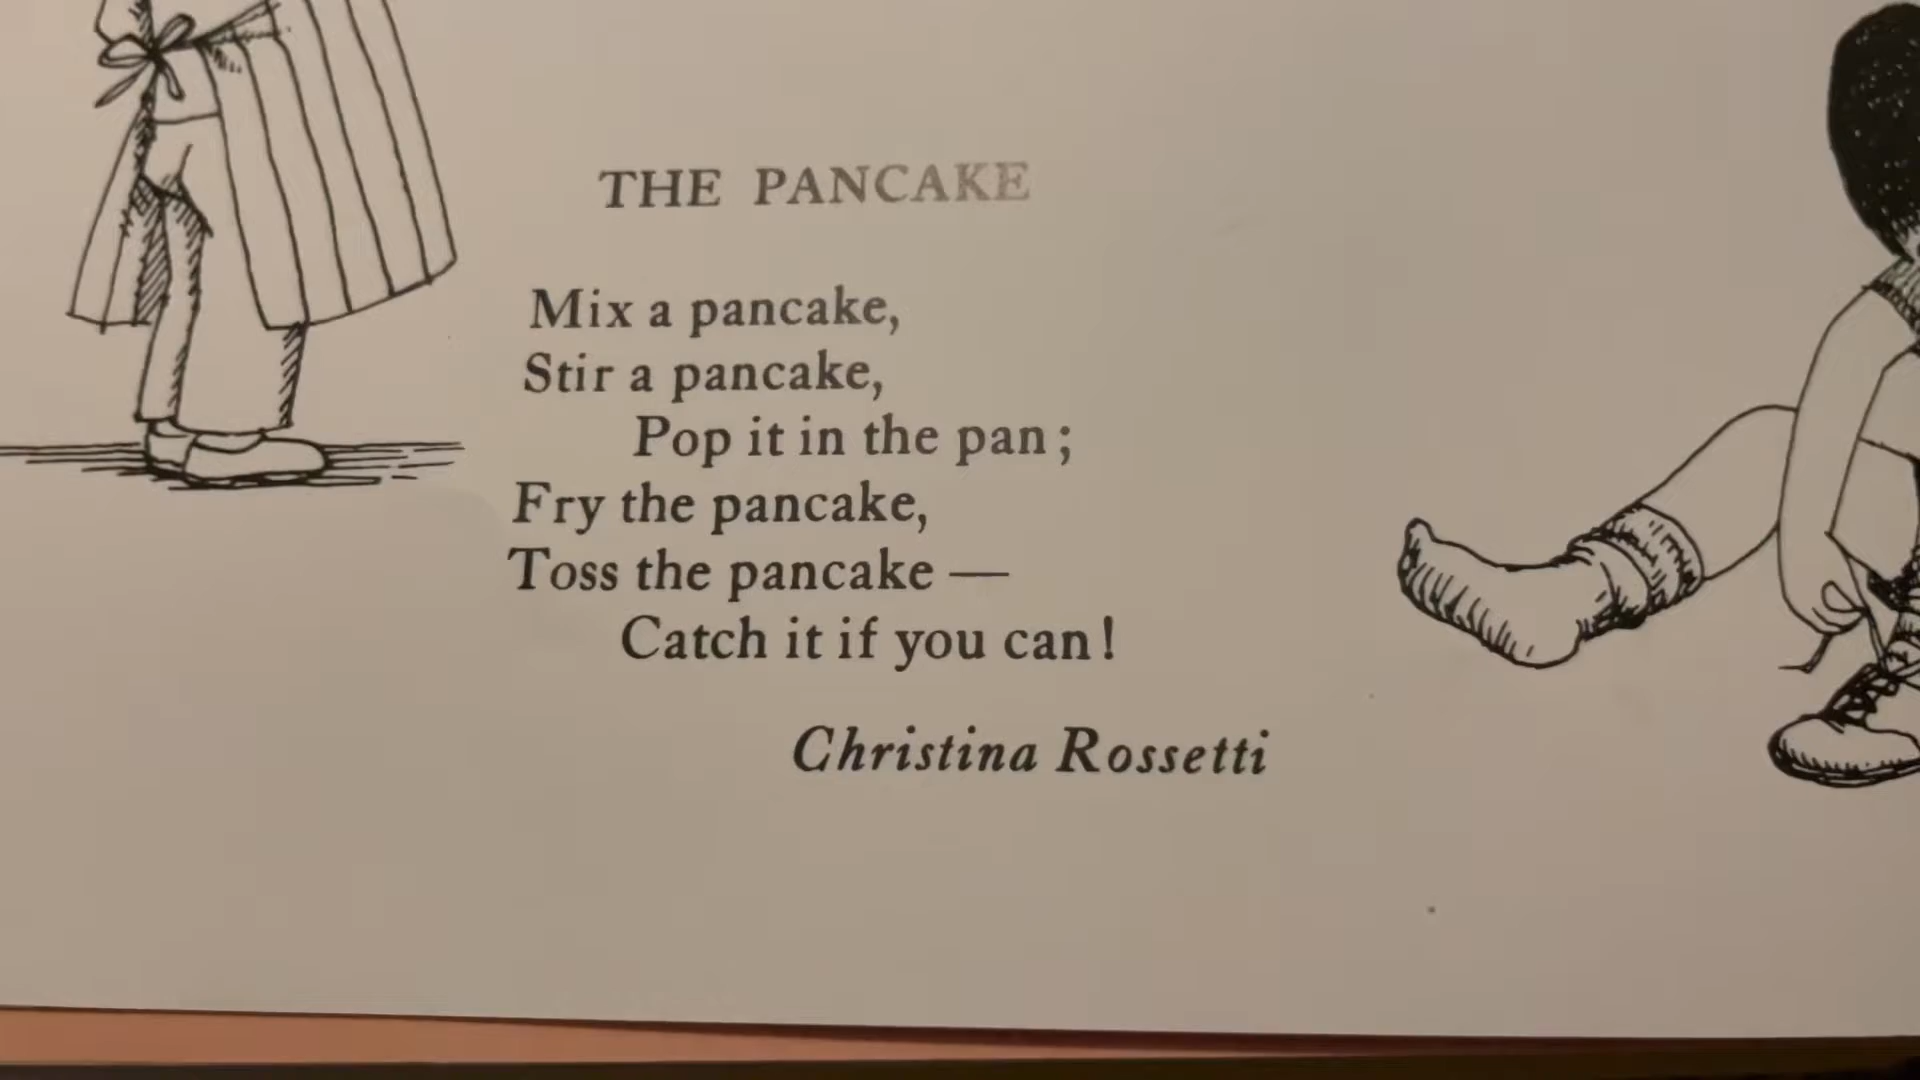 THE PANCAKE
Mix a pancake,
Stir a pancake,
Pop it in the pan ;
Fry the pancake,
Toss the pancake —
Catch it if you can !
Christina Rossetti